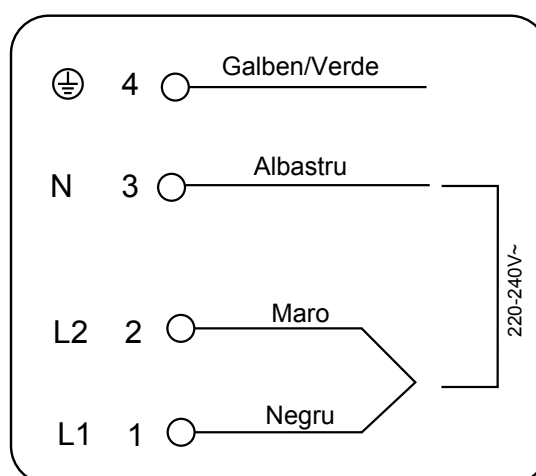 4 Galben/Verde
N 3 Albastru
220-240V~
L2 2 Maro
L1 1 Negru